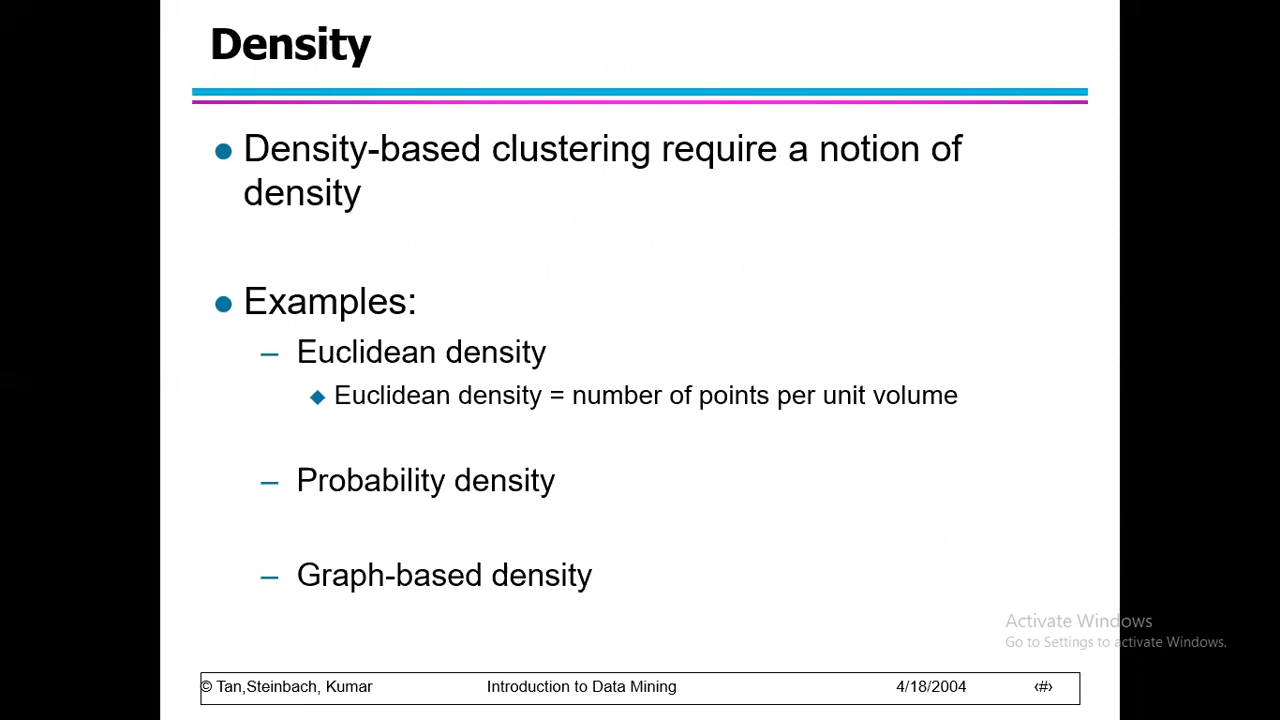 Density
Density-based clustering require a notion of
density
Examples:
– Euclidean density
Euclidean density = number of points per unit volume
– Probability density
– Graph-based density
Activate Windows
Go to Settings to activate Windows.
© Tan,Steinbach, Kumar Introduction to Data Mining 4/18/2004 ‹#›